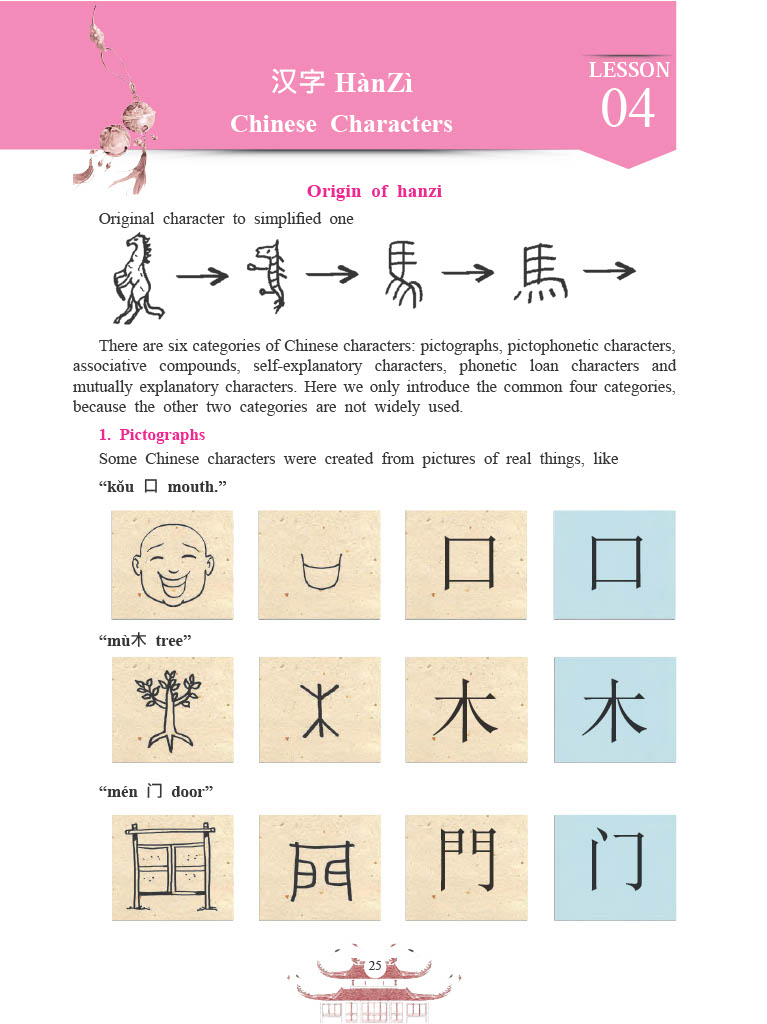 汉字 HànZì
Chinese Characters
LESSON
04
Origin of hanzi
Original character to simplified one
There are six categories of Chinese characters: pictographs, pictophonetic characters,
associative compounds, self-explanatory characters, phonetic loan characters and
mutually explanatory characters. Here we only introduce the common four categories,
because the other two categories are not widely used.
1. Pictographs
Some Chinese characters were created from pictures of real things, like
“kǒu 口 mouth.”
口 口
“mù木 tree”
木 木
“mén 门 door”
門 门
25